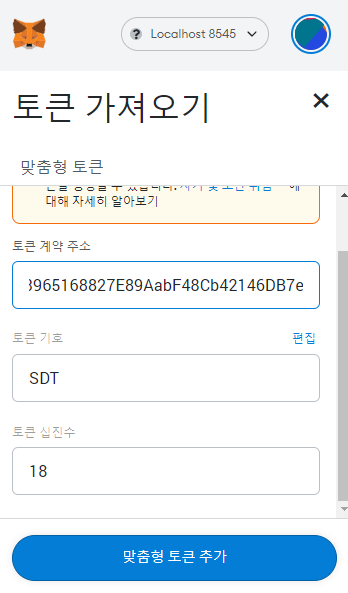 Localhost 8545
토큰 가져오기
맞춤형 토큰
대해 자세히 알아보기
토큰 계약 주소
3965168827E89AabF48Cb42146DB7e
토큰 기호
편집
SDT
토큰 십진수
18
맞춤형 토큰 추가